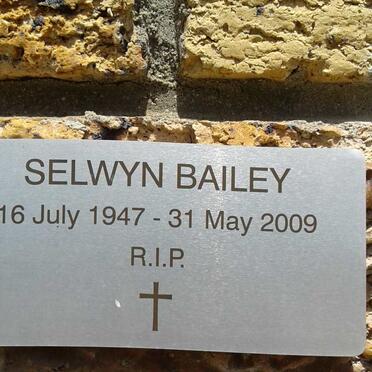 SELWYN BAILEY
16 July 1947 - 31 May 2009
R.I.P.